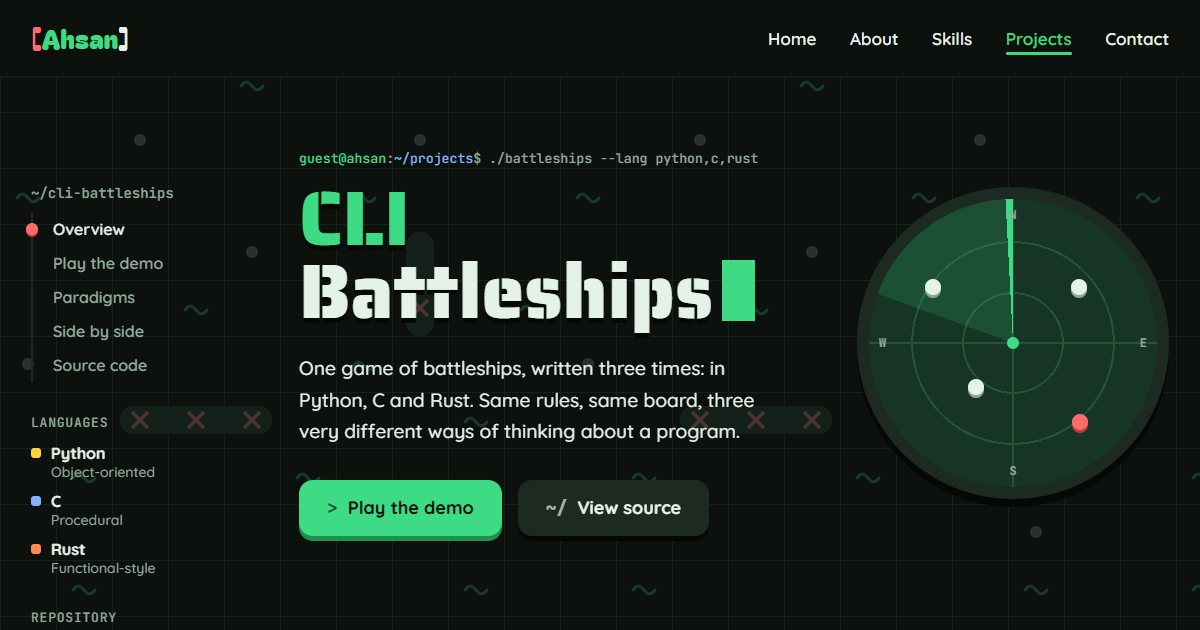 [Ahsan]
Home About Skills Projects Contact
~/cli-battleships
Overview
Play the demo
Paradigms
Side by side
Source code
LANGUAGES
Python
Object-oriented
C
Procedural
Rust
Functional-style
REPOSITORY
guest@ahsan:~/projects$ ./battleships --lang python,c,rust
CLI
Battleships
One game of battleships, written three times: in
Python, C and Rust. Same rules, same board, three
very different ways of thinking about a program.
> Play the demo
~/ View source
N
W
E
S